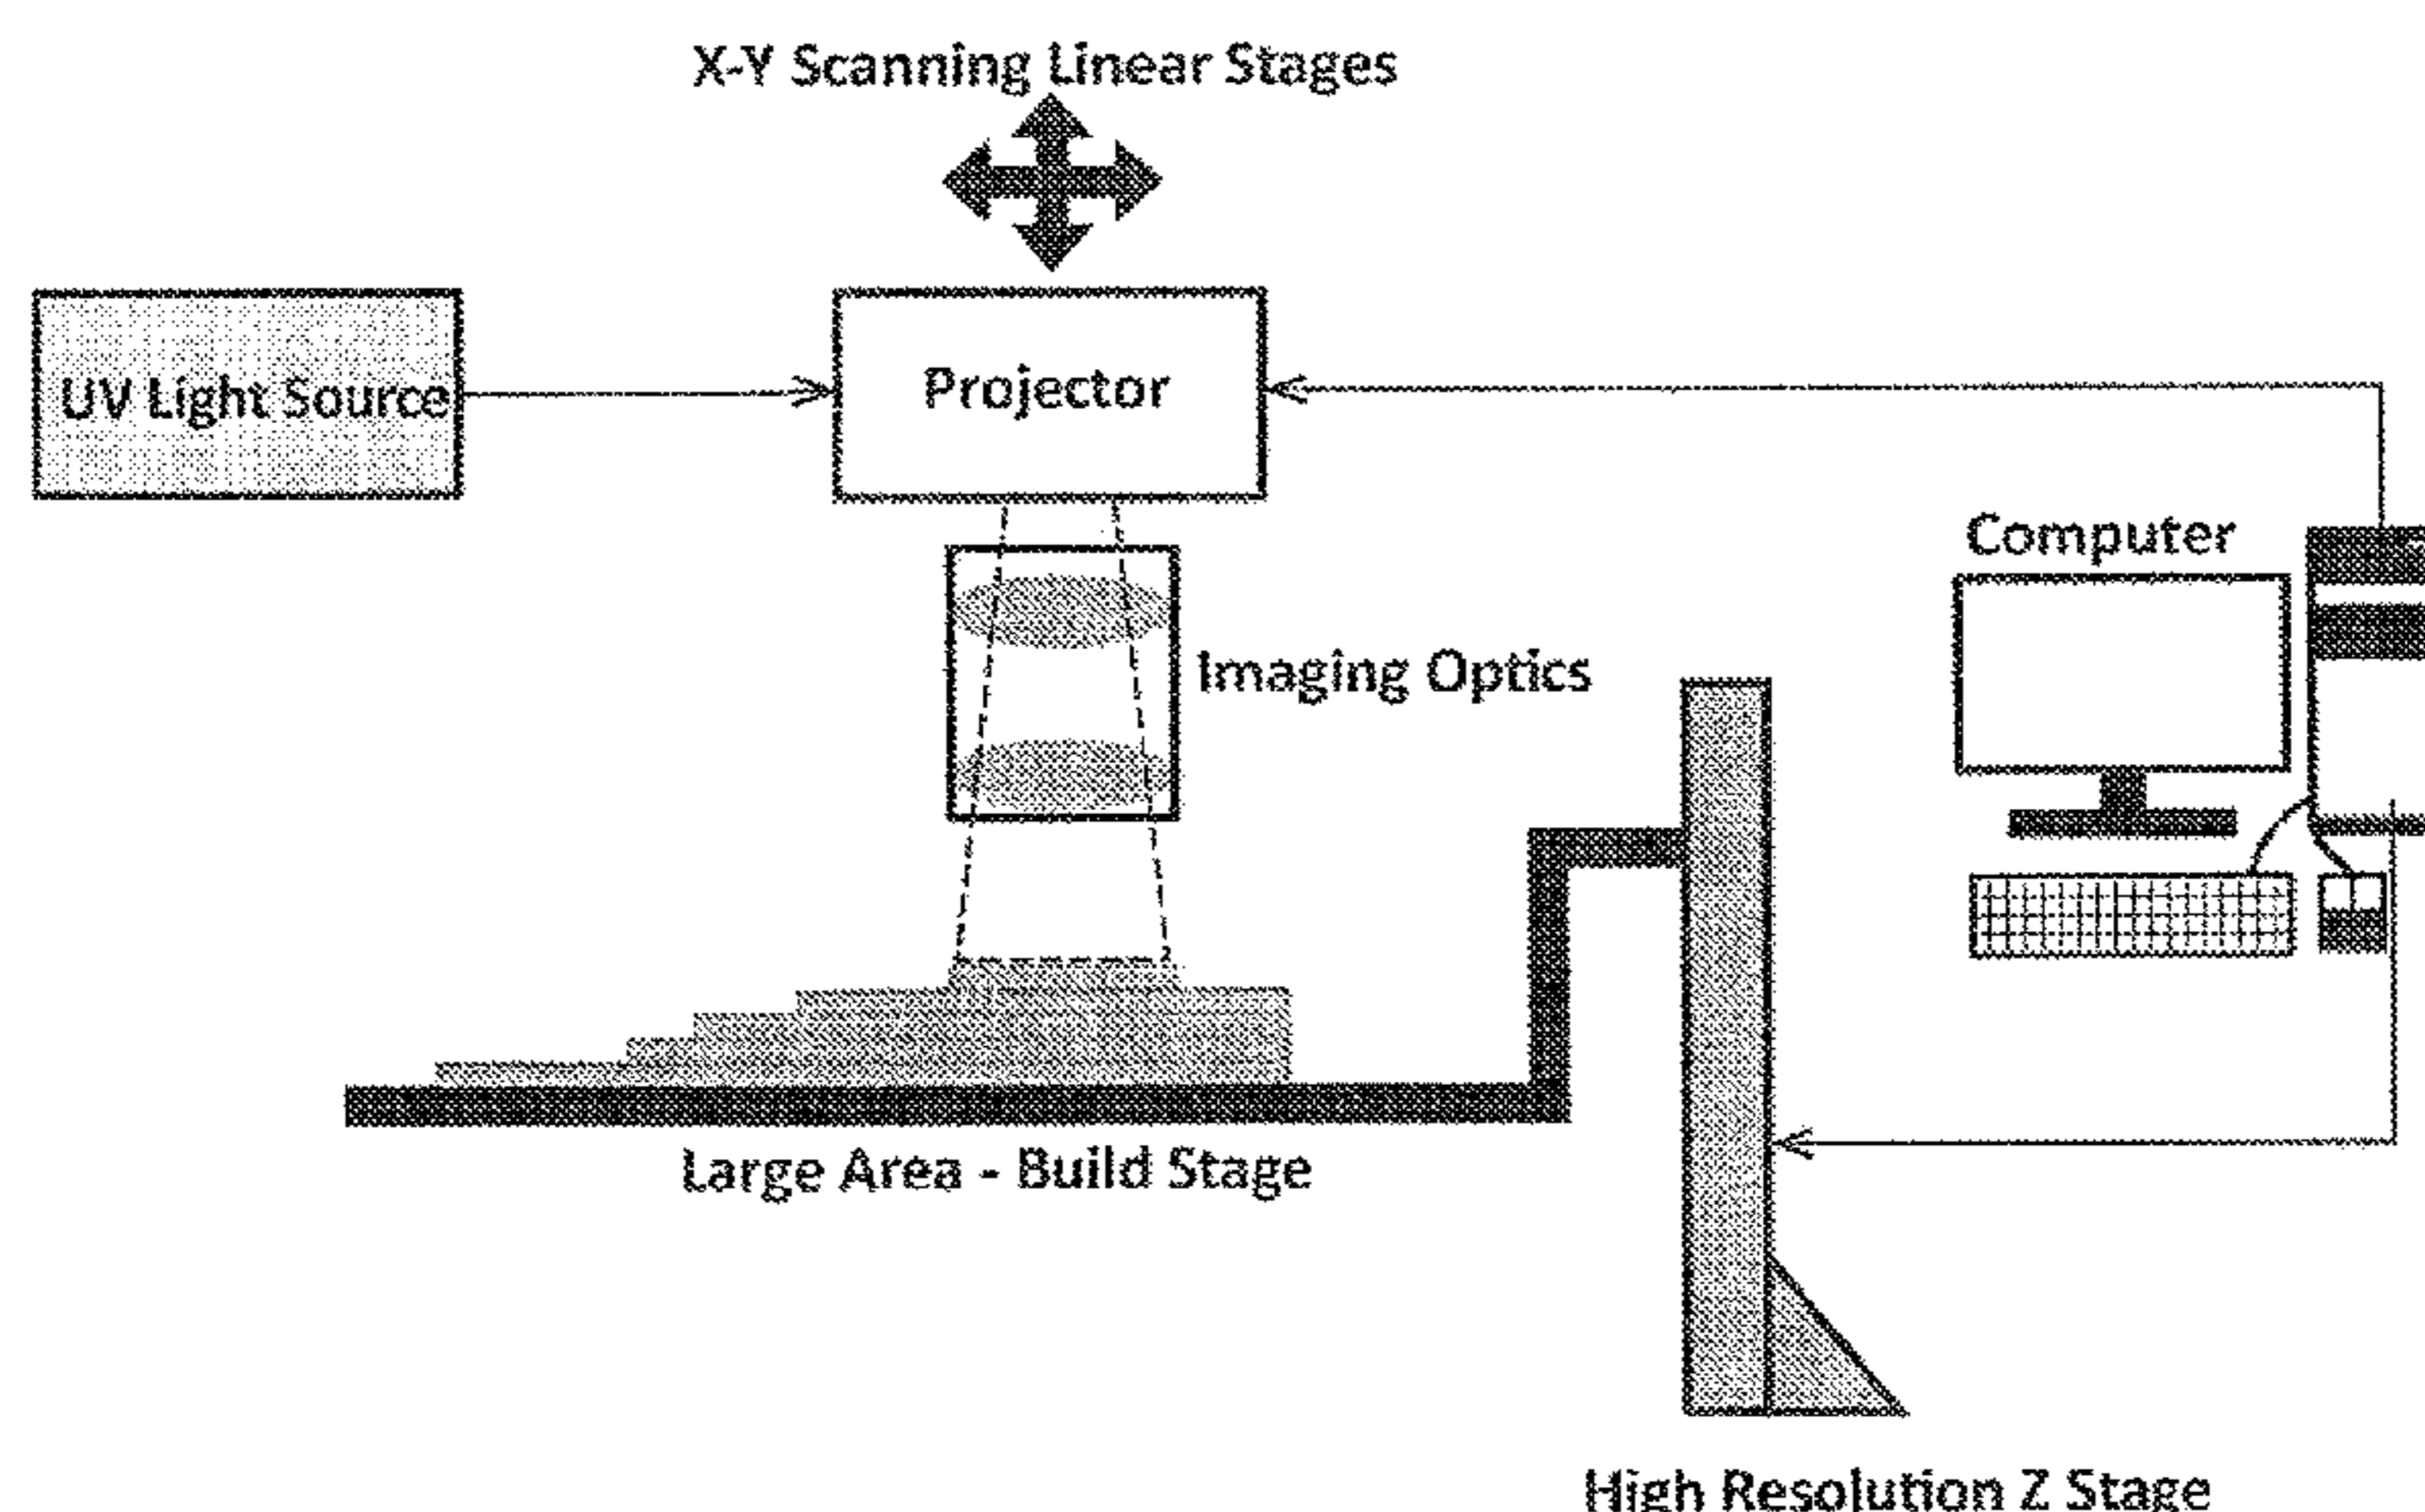 X-Y Scanning Linear Stages
UV Light Source
Projector
Computer
Imaging Optics
Large Area - Build Stage
High Resolution Z Stage